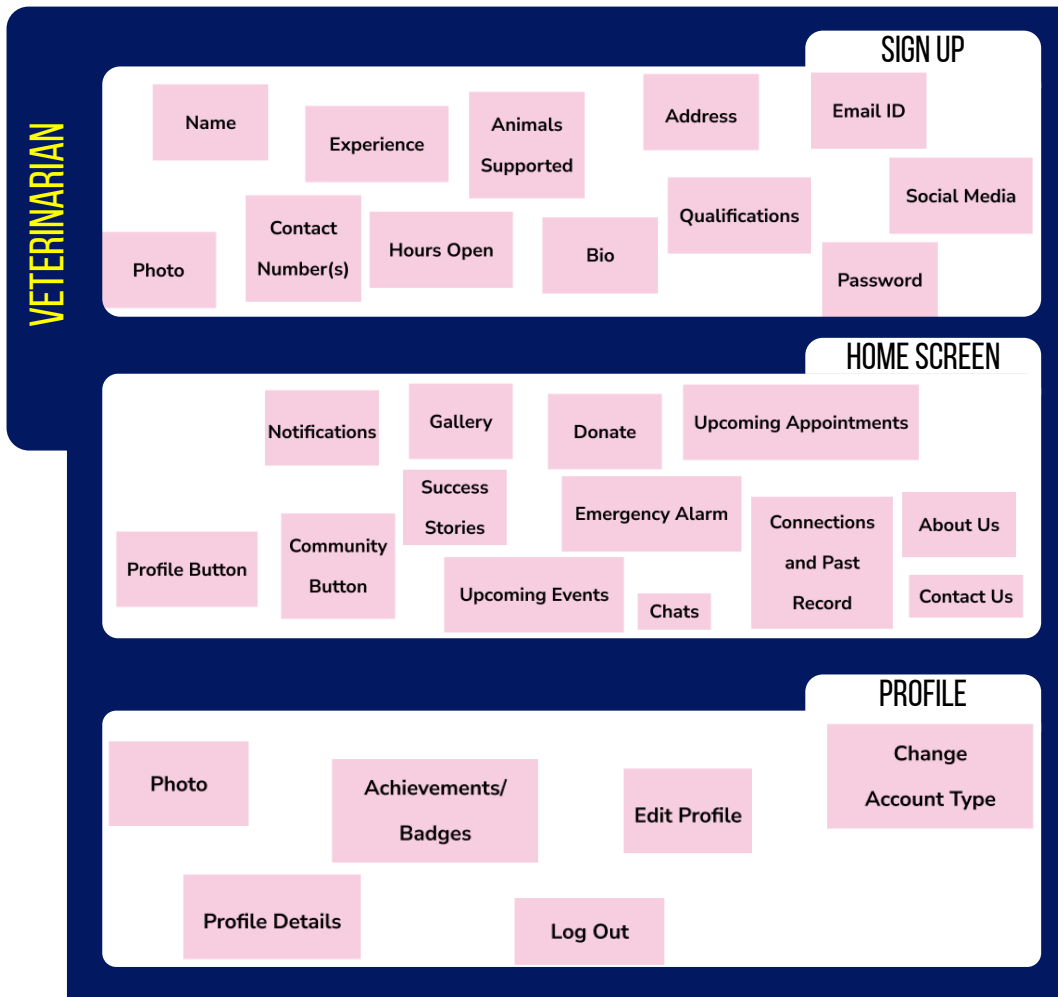 VETERINARIAN
SIGN UP
Name
Experience
Animals
Supported
Address
Email ID
Social Media
Photo
Contact
Number(s)
Hours Open
Bio
Qualifications
Password
HOME SCREEN
Notifications
Gallery
Donate
Upcoming Appointments
Success
Stories
Emergency Alarm
Profile Button
Community
Button
Upcoming Events
Chats
Connections
and Past
Record
About Us
Contact Us
PROFILE
Photo
Achievements/
Badges
Edit Profile
Change
Account Type
Profile Details
Log Out